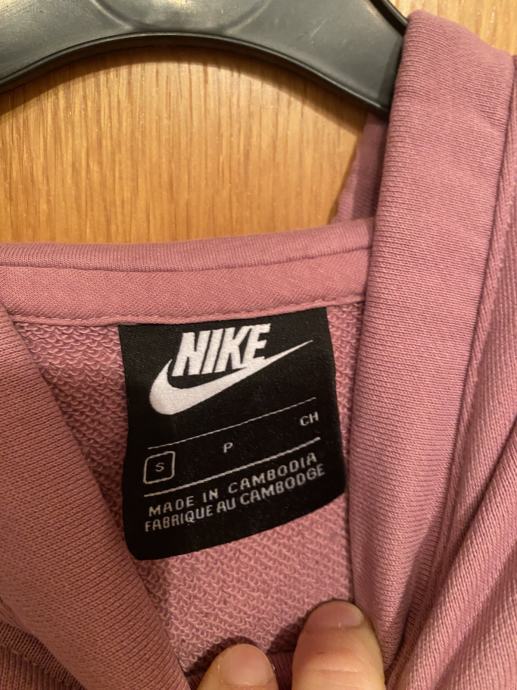 NIKE
S P CH
MADE IN CAMBODIA
FABRIQUE AU CAMBODGE